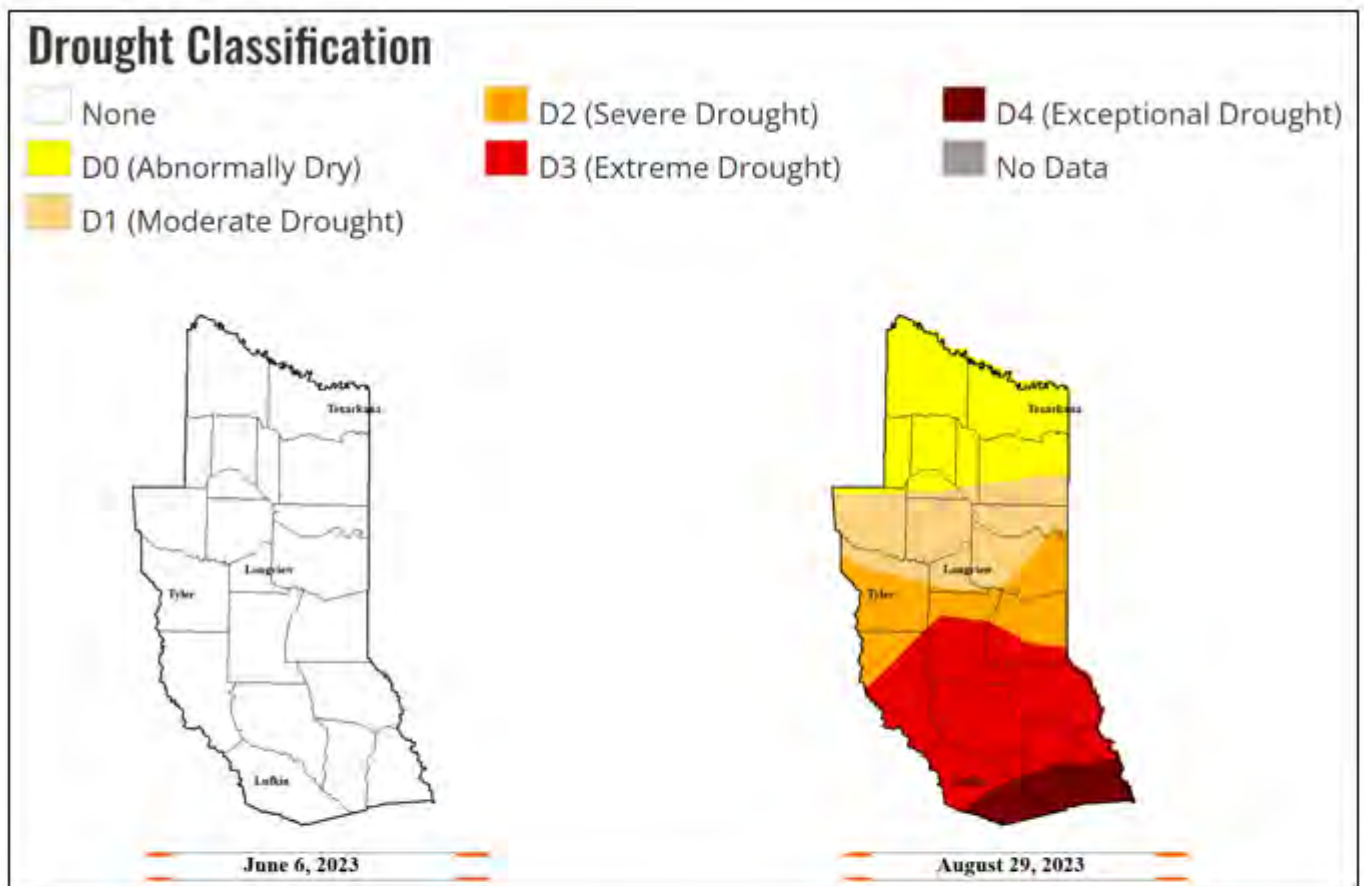 Drought Classification
None
D0 (Abnormally Dry)
D1 (Moderate Drought)
D2 (Severe Drought)
D3 (Extreme Drought)
D4 (Exceptional Drought)
No Data
Texarkana
Longview
Tyler
Lufkin
June 6, 2023
Texarkana
Longview
Tyler
Lufkin
August 29, 2023